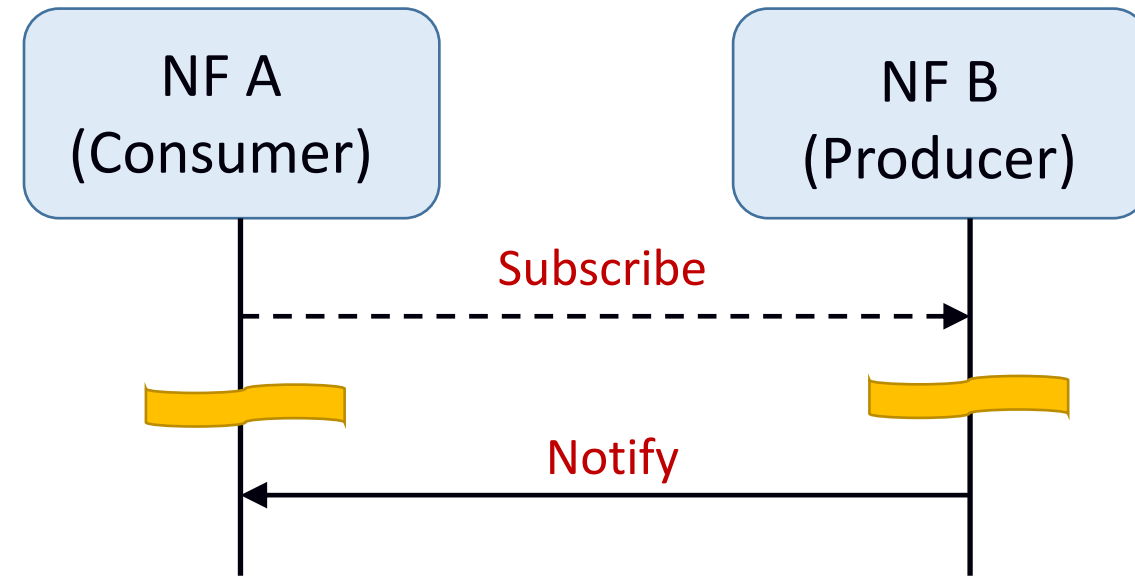 NF A
(Consumer)
NF B
(Producer)
Subscribe
Notify